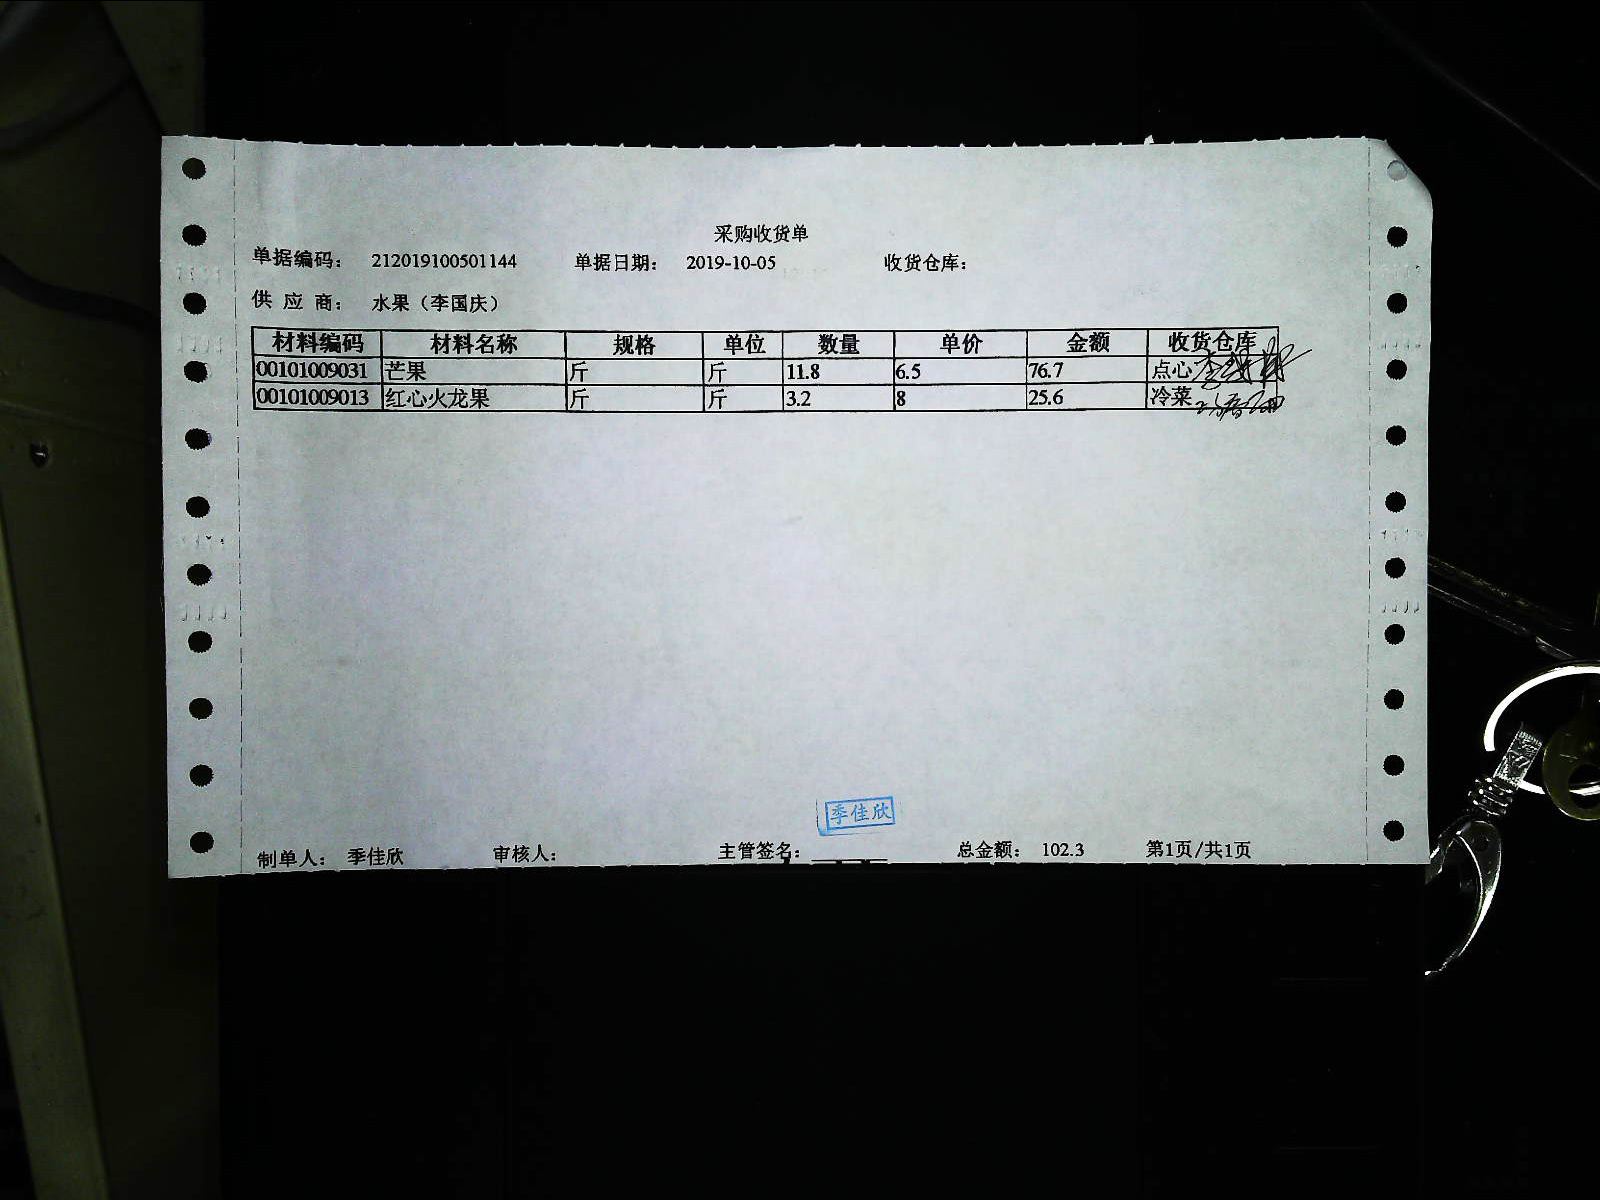 采购收货单
单据编码： 212019100501144 单据日期： 2019-10-05 收货仓库：
供 应 商： 水果（李国庆）
材料编码 材料名称 规格 单位 数量 单价 金额 收货仓库
00101009031 芒果 斤 斤 11.8 6.5 76.7 点心
00101009013 红心火龙果 斤 斤 3.2 8 25.6 冷菜
季佳欣
制单人： 季佳欣 审核人： 主管签名： 总金额： 102.3 第1页/共1页